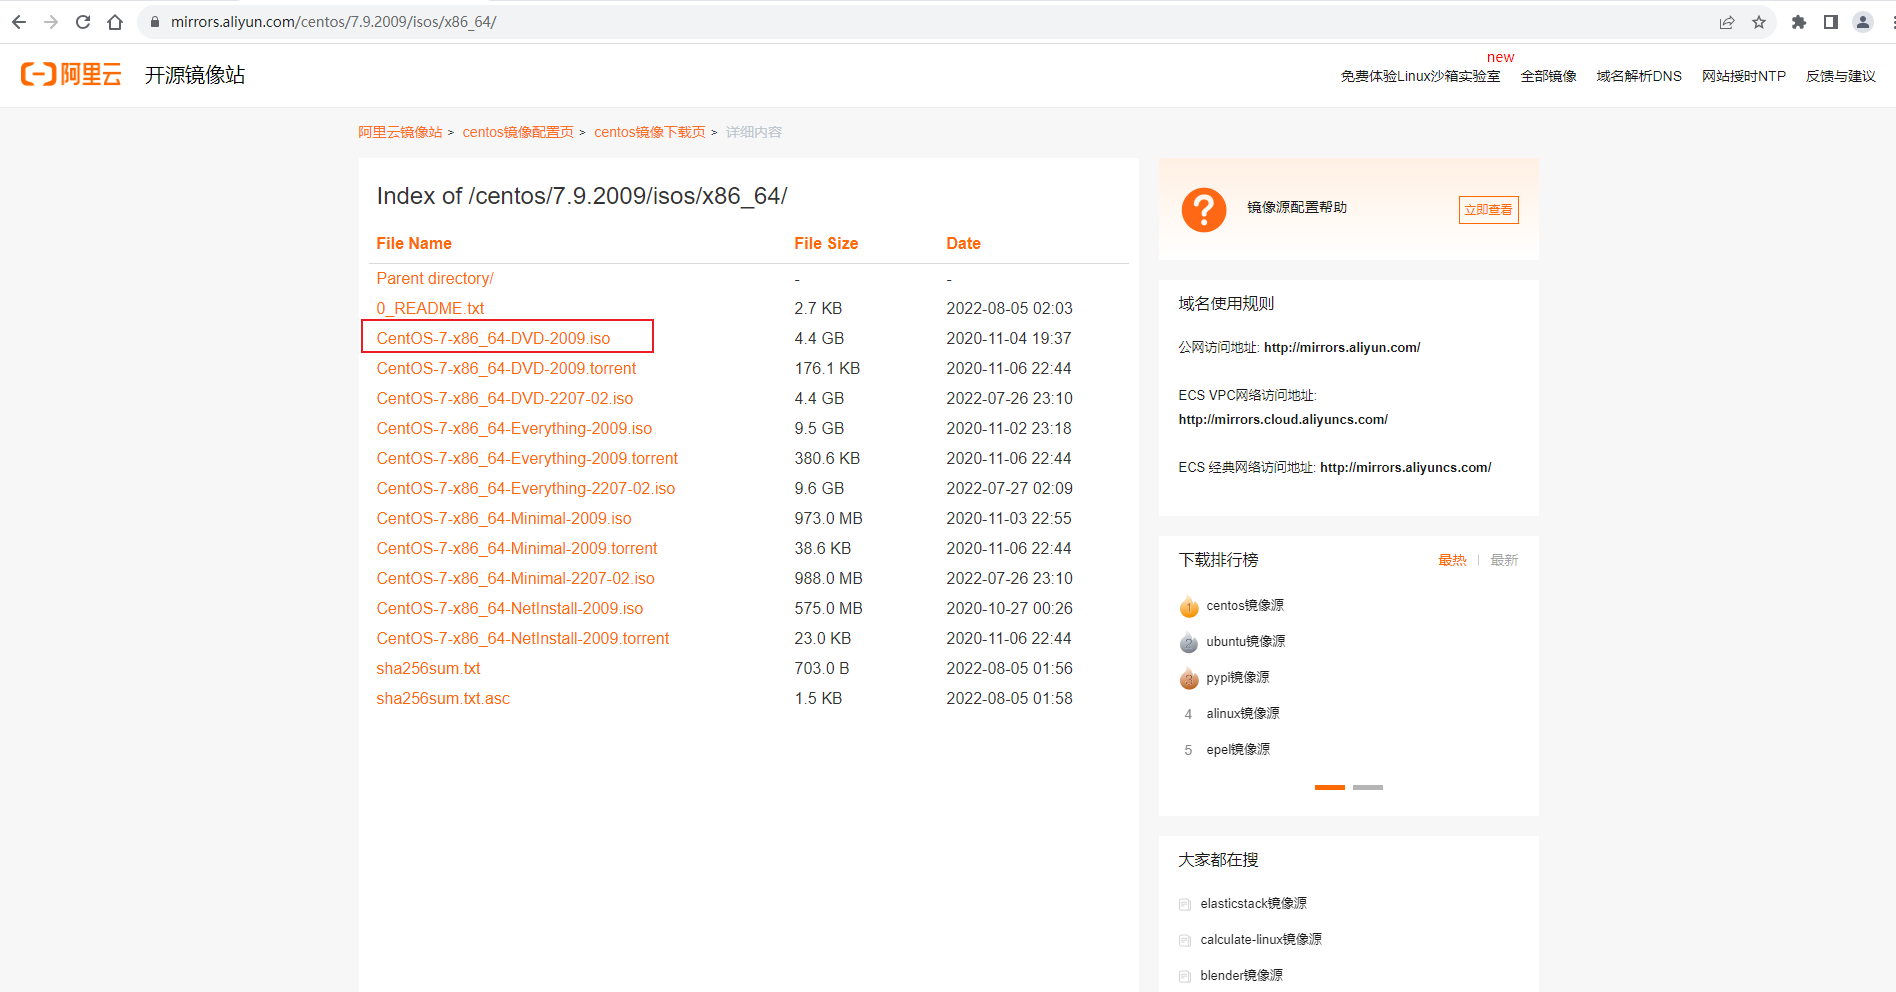 mirrors.aliyun.com/centos/7.9.2009/isos/x86_64/
阿里云 开源镜像站
new
免费体验Linux沙箱实验室 全部镜像 域名解析DNS 网站授时NTP 反馈与建议
阿里云镜像站 > centos镜像配置页 > centos镜像下载页 > 详细内容
Index of /centos/7.9.2009/isos/x86_64/
File Name File Size Date
Parent directory/ - -
0_README.txt 2.7 KB 2022-08-05 02:03
CentOS-7-x86_64-DVD-2009.iso 4.4 GB 2020-11-04 19:37
CentOS-7-x86_64-DVD-2009.torrent 176.1 KB 2020-11-06 22:44
CentOS-7-x86_64-DVD-2207-02.iso 4.4 GB 2022-07-26 23:10
CentOS-7-x86_64-Everything-2009.iso 9.5 GB 2020-11-02 23:18
CentOS-7-x86_64-Everything-2009.torrent 380.6 KB 2020-11-06 22:44
CentOS-7-x86_64-Everything-2207-02.iso 9.6 GB 2022-07-27 02:09
CentOS-7-x86_64-Minimal-2009.iso 973.0 MB 2020-11-03 22:55
CentOS-7-x86_64-Minimal-2009.torrent 38.6 KB 2020-11-06 22:44
CentOS-7-x86_64-Minimal-2207-02.iso 988.0 MB 2022-07-26 23:10
CentOS-7-x86_64-NetInstall-2009.iso 575.0 MB 2020-10-27 00:26
CentOS-7-x86_64-NetInstall-2009.torrent 23.0 KB 2020-11-06 22:44
sha256sum.txt 703.0 B 2022-08-05 01:56
sha256sum.txt.asc 1.5 KB 2022-08-05 01:58
? 镜像源配置帮助 立即查看
域名使用规则
公网访问地址: http://mirrors.aliyun.com/
ECS VPC网络访问地址:
http://mirrors.cloud.aliyuncs.com/
ECS 经典网络访问地址: http://mirrors.aliyuncs.com/
下载排行榜 最热 | 最新
1 centos镜像源
2 ubuntu镜像源
3 pypi镜像源
4 alinux镜像源
5 epel镜像源
大家都在搜
elasticstack镜像源
calculate-linux镜像源
blender镜像源